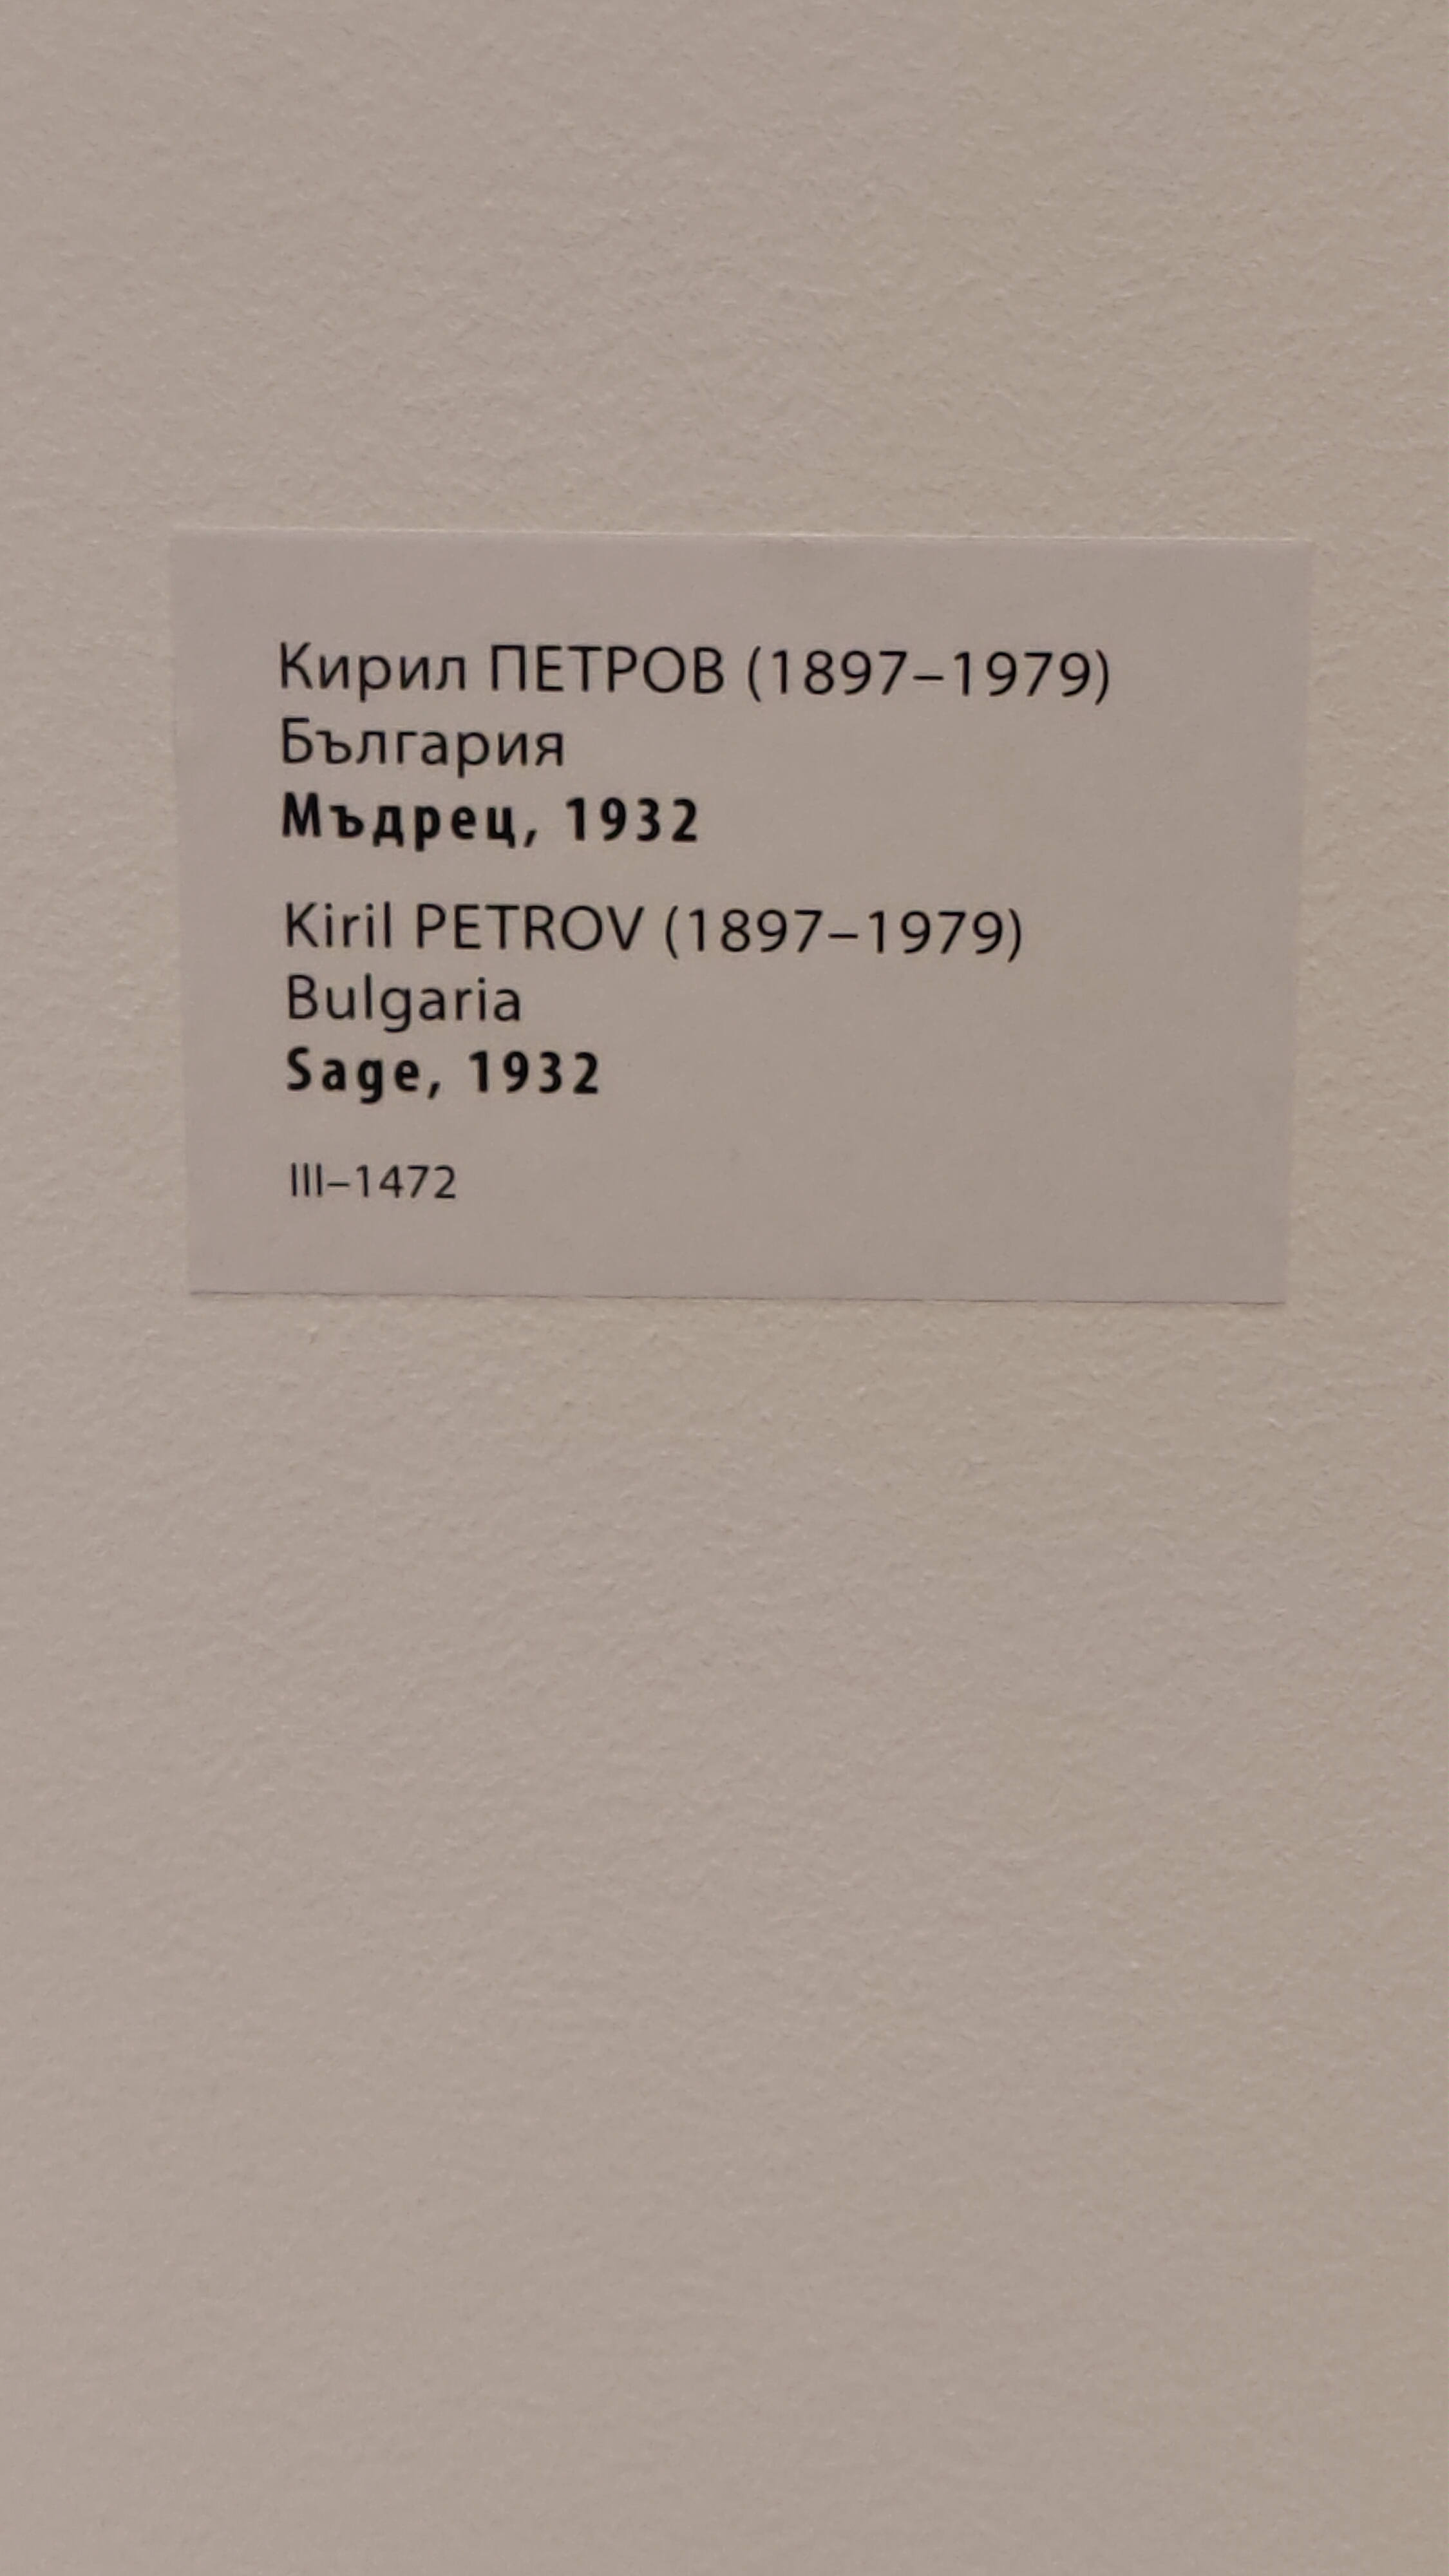 Кирил ПЕТРОВ (1897–1979)
България
Мъдрец, 1932
Kiril PETROV (1897–1979)
Bulgaria
Sage, 1932
III–1472